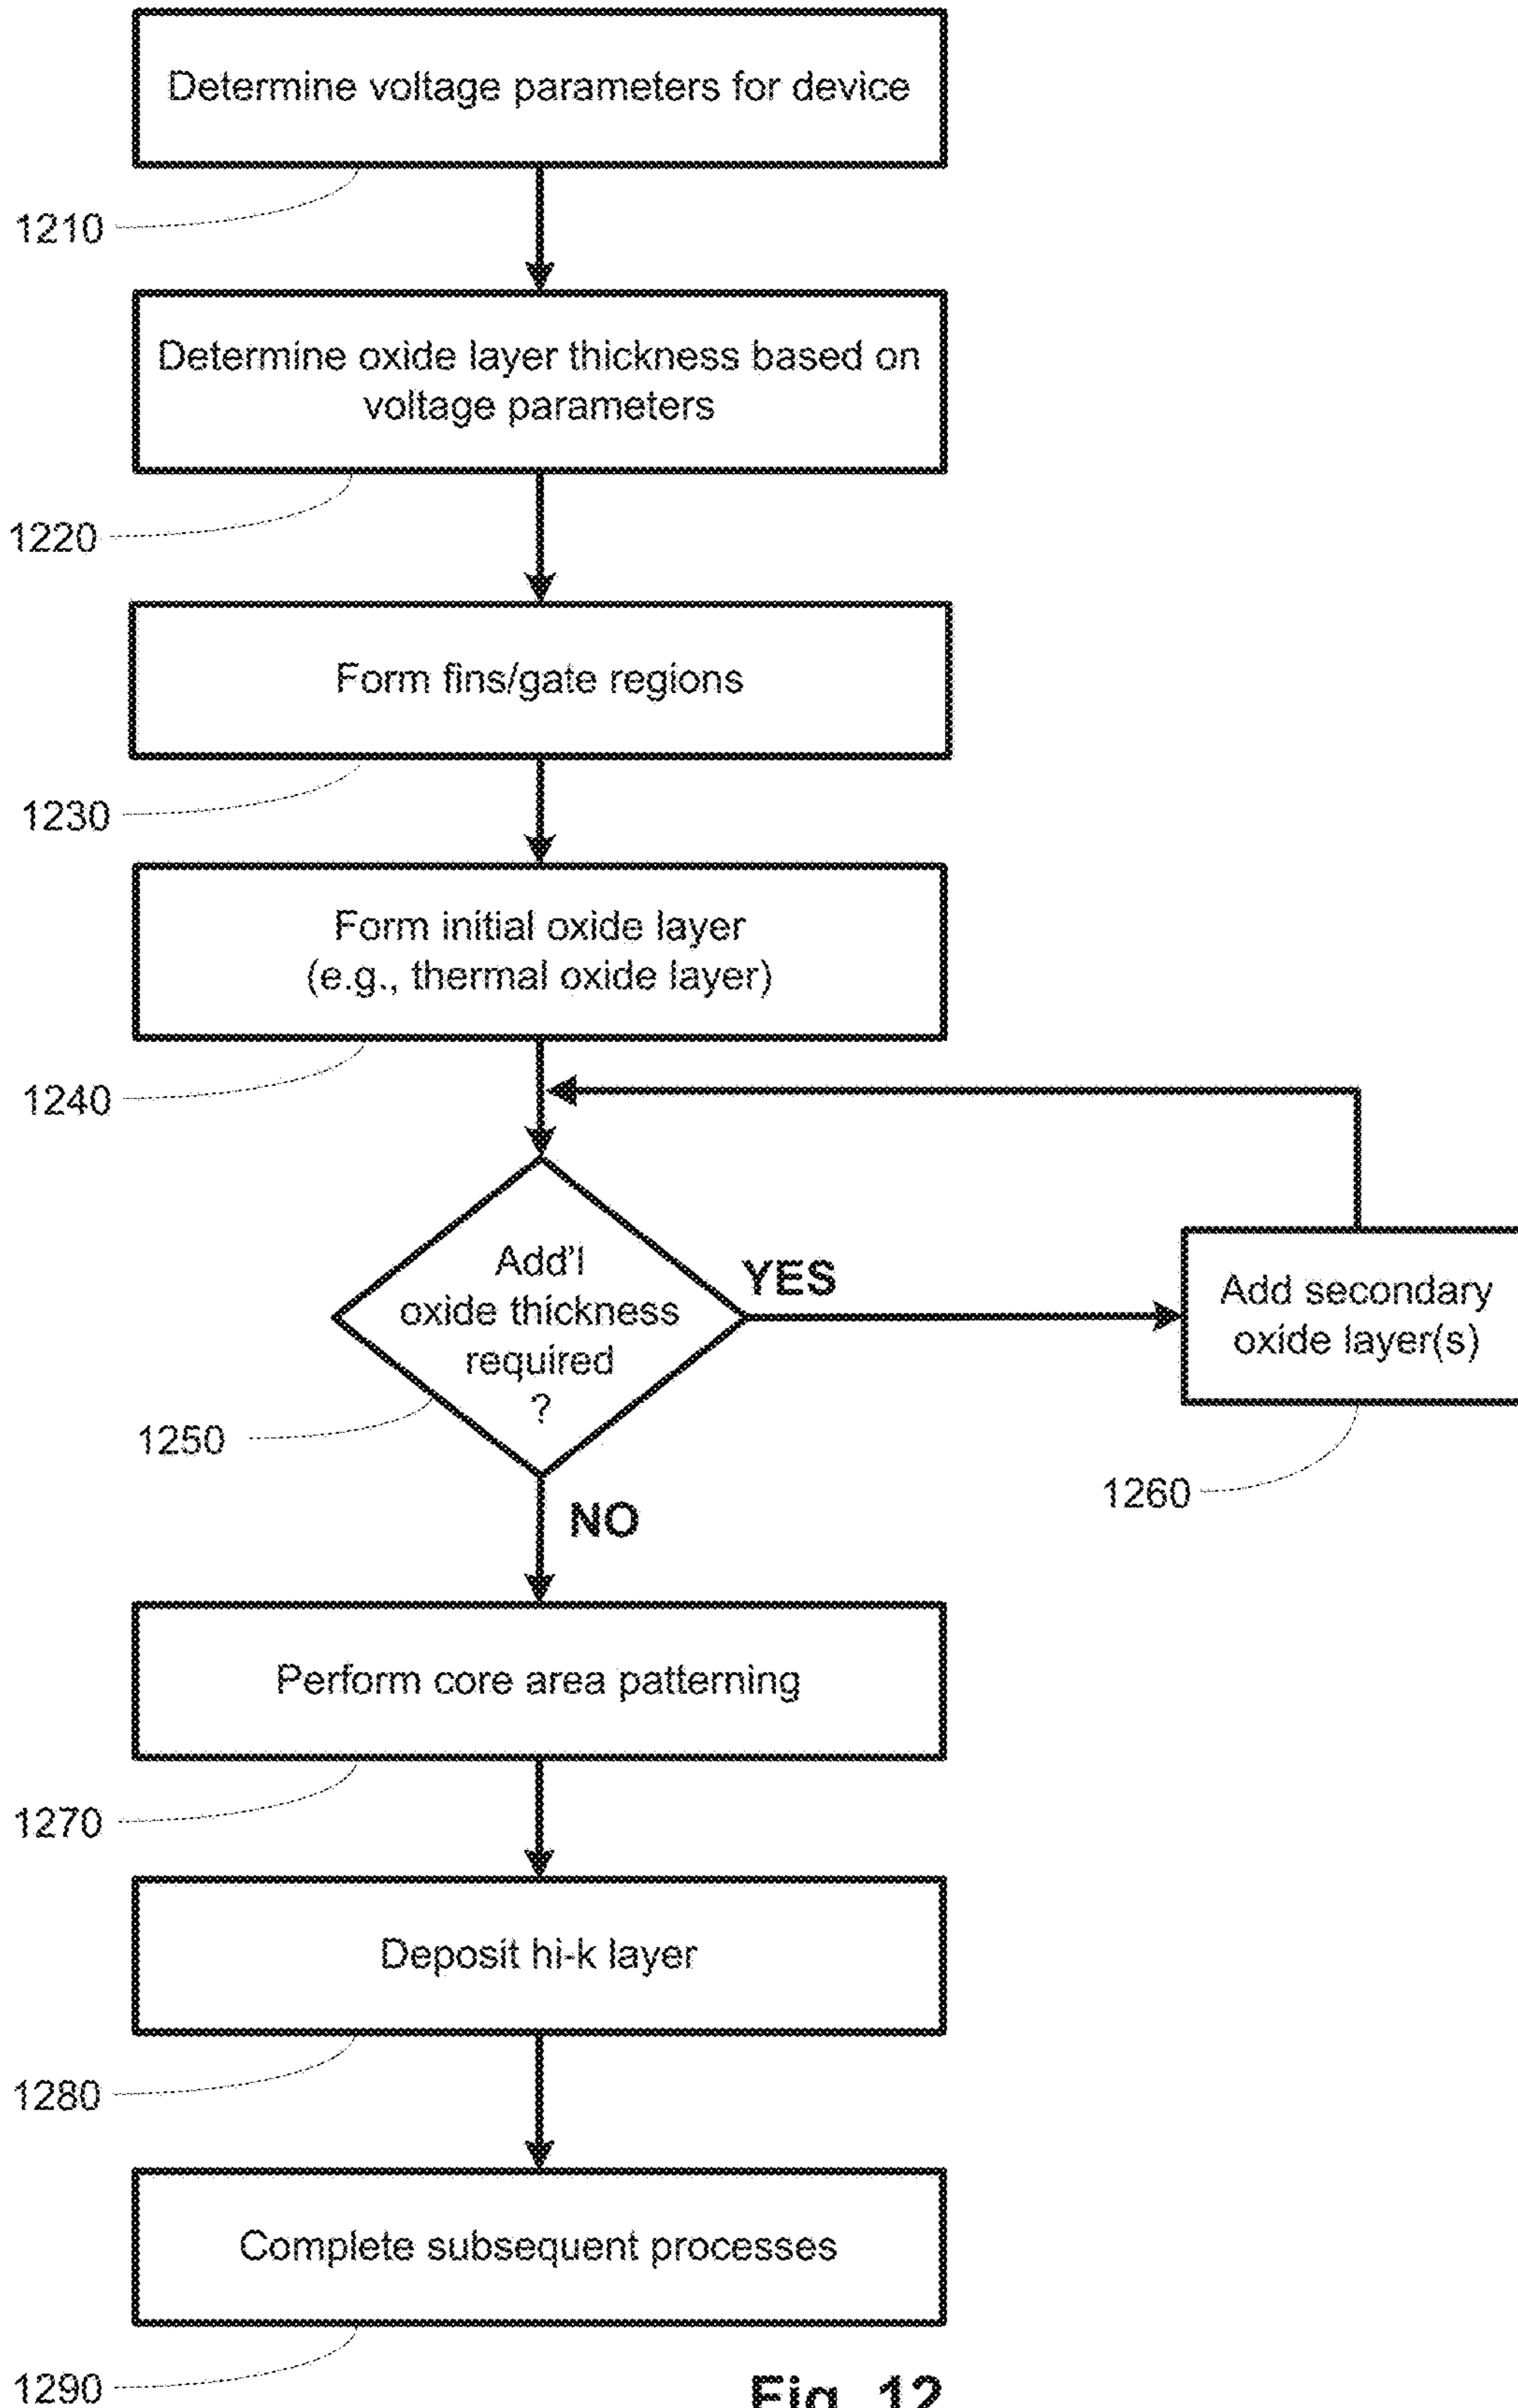 Determine voltage parameters for device
1210
Determine oxide layer thickness based on
voltage parameters
1220
Form fins/gate regions
1230
Form initial oxide layer
(e.g., thermal oxide layer)
1240
Add'l
oxide thickness
required
?
YES
Add secondary
oxide layer(s)
1250
1260
NO
Perform core area patterning
1270
Deposit hi-k layer
1280
Complete subsequent processes
1290
Fig. 12